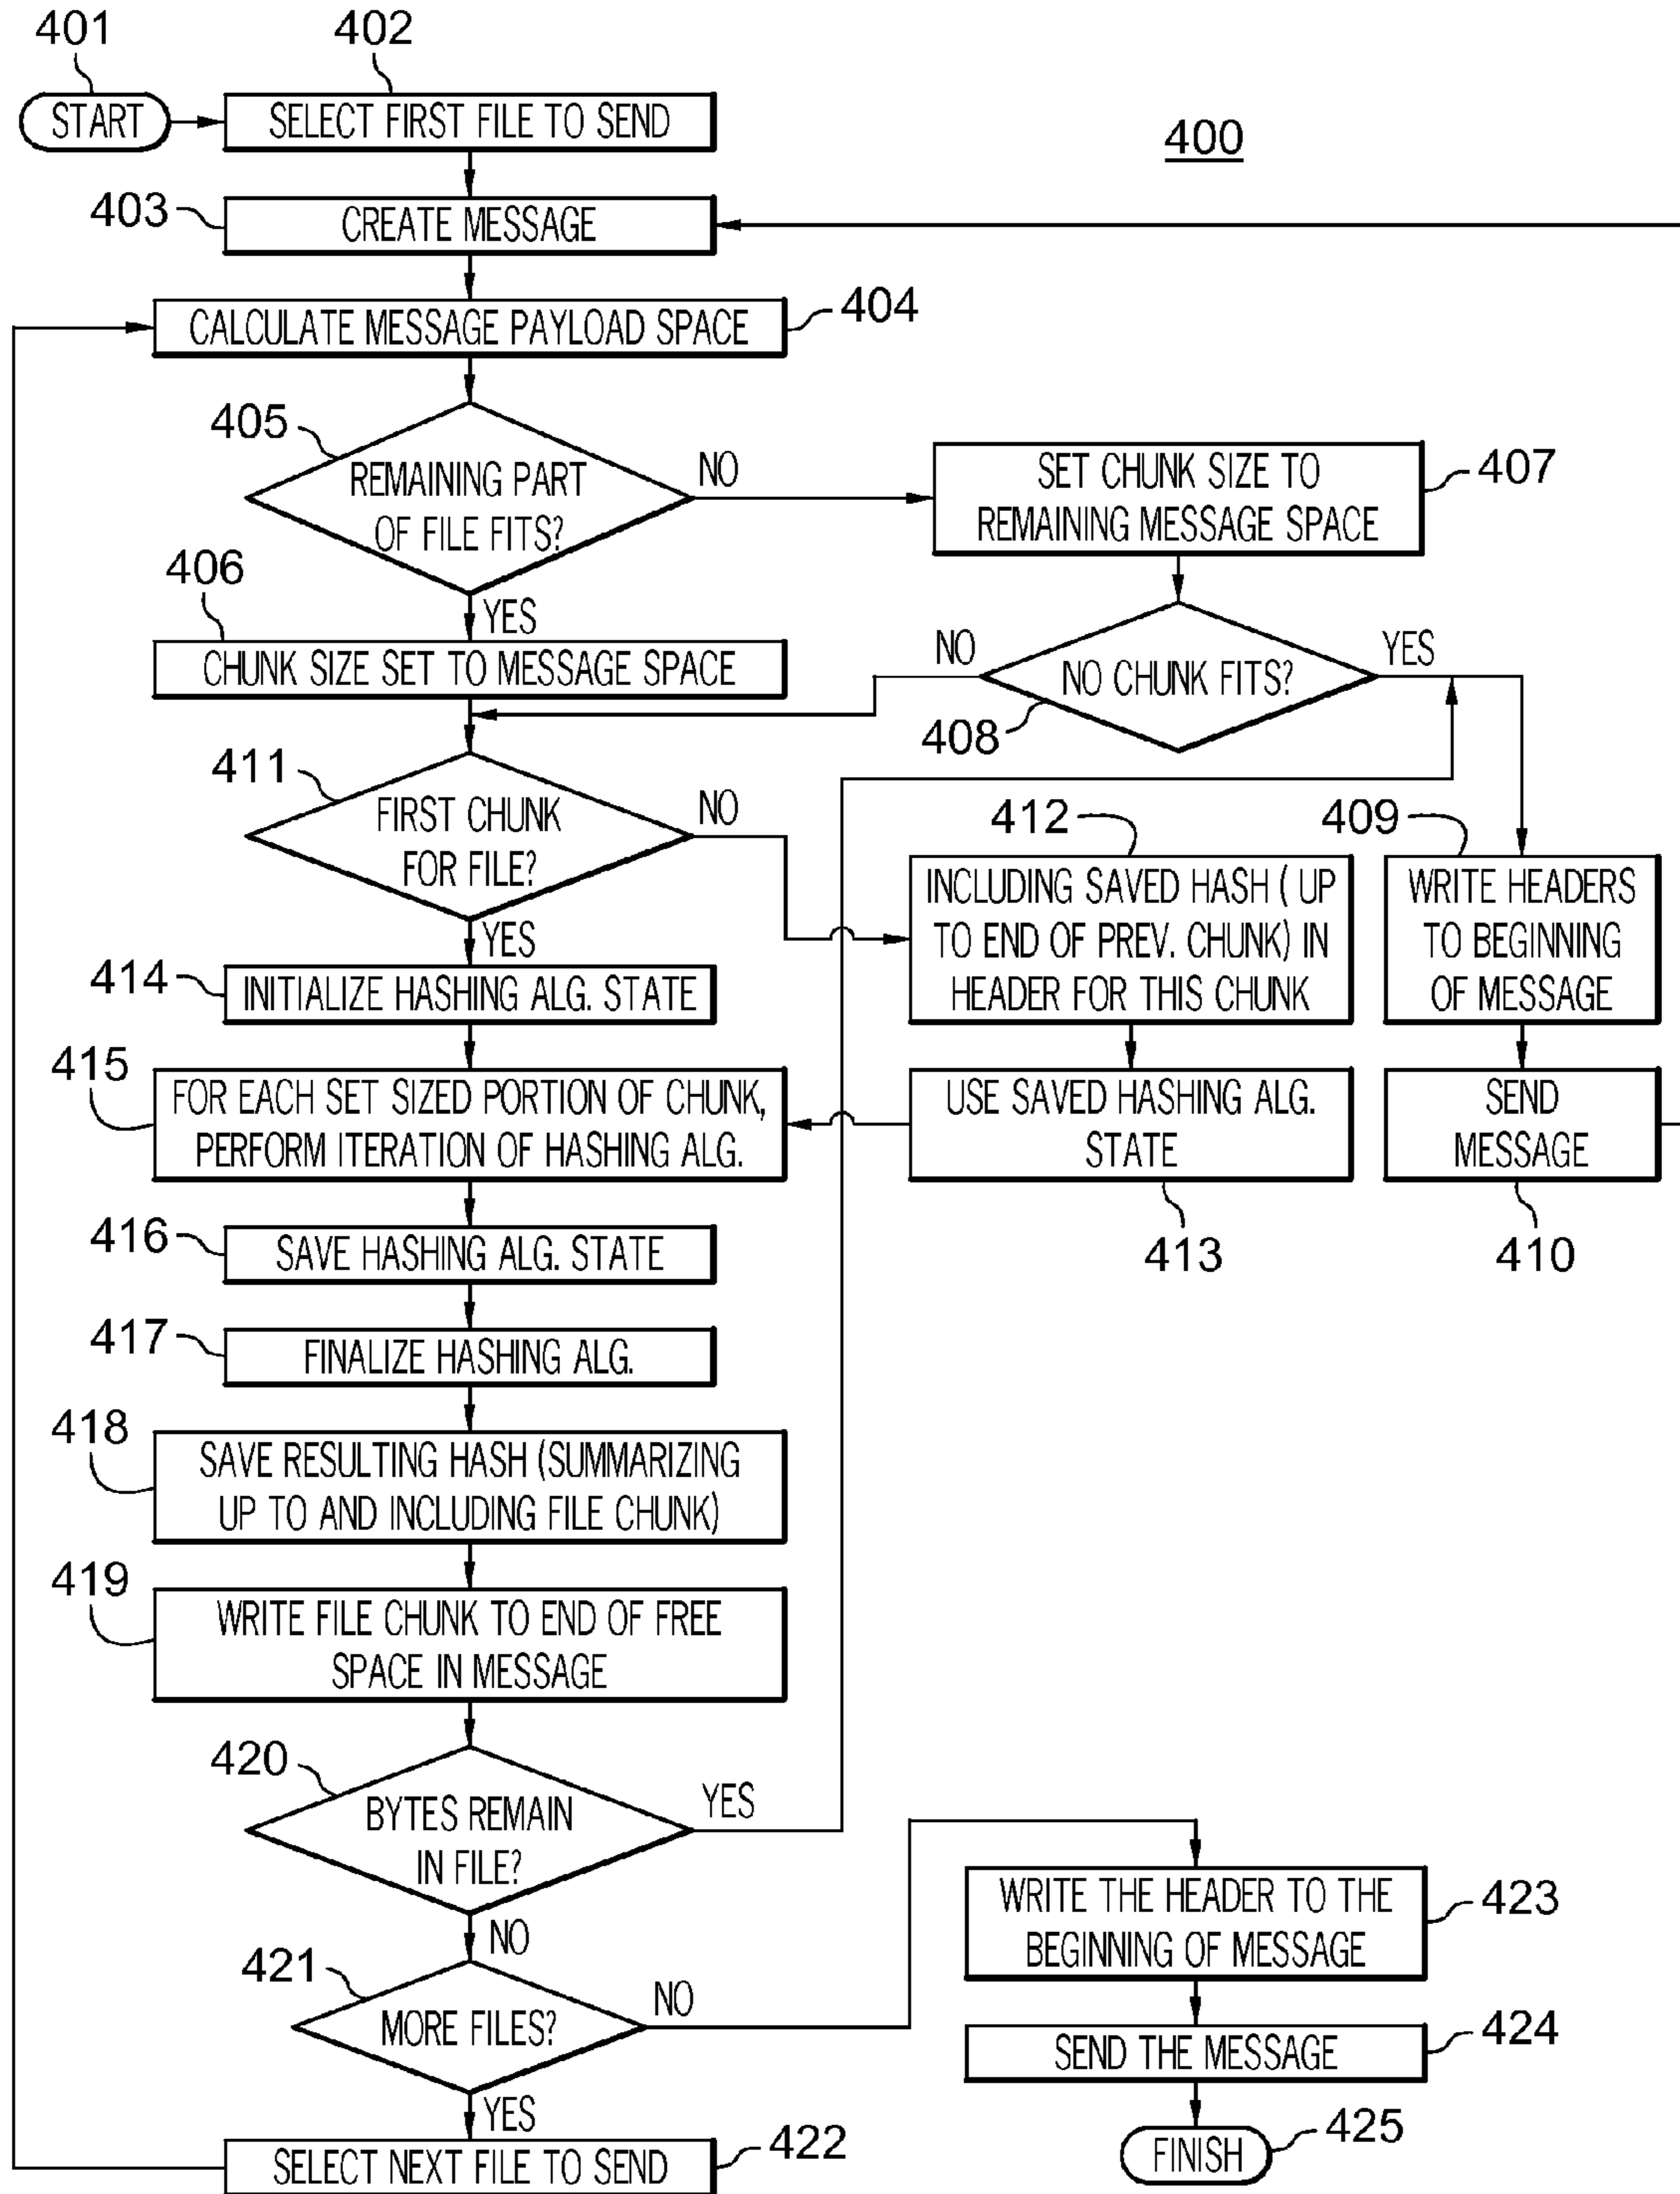 401
402
START
SELECT FIRST FILE TO SEND
400
403
CREATE MESSAGE
CALCULATE MESSAGE PAYLOAD SPACE
404
405
REMAINING PART
OF FILE FITS?
NO
SET CHUNK SIZE TO
REMAINING MESSAGE SPACE
407
406
YES
CHUNK SIZE SET TO MESSAGE SPACE
NO
NO CHUNK FITS?
YES
408
411
FIRST CHUNK
FOR FILE?
NO
412
409
INCLUDING SAVED HASH ( UP
TO END OF PREV. CHUNK) IN
HEADER FOR THIS CHUNK
WRITE HEADERS
TO BEGINNING
OF MESSAGE
YES
414
INITIALIZE HASHING ALG. STATE
415
FOR EACH SET SIZED PORTION OF CHUNK,
PERFORM ITERATION OF HASHING ALG.
USE SAVED HASHING ALG.
STATE
SEND
MESSAGE
413
410
416
SAVE HASHING ALG. STATE
417
FINALIZE HASHING ALG.
418
SAVE RESULTING HASH (SUMMARIZING
UP TO AND INCLUDING FILE CHUNK)
419
WRITE FILE CHUNK TO END OF FREE
SPACE IN MESSAGE
420
BYTES REMAIN
IN FILE?
YES
NO
WRITE THE HEADER TO THE
BEGINNING OF MESSAGE
423
421
MORE FILES?
NO
SEND THE MESSAGE
424
YES
SELECT NEXT FILE TO SEND
422
FINISH
425